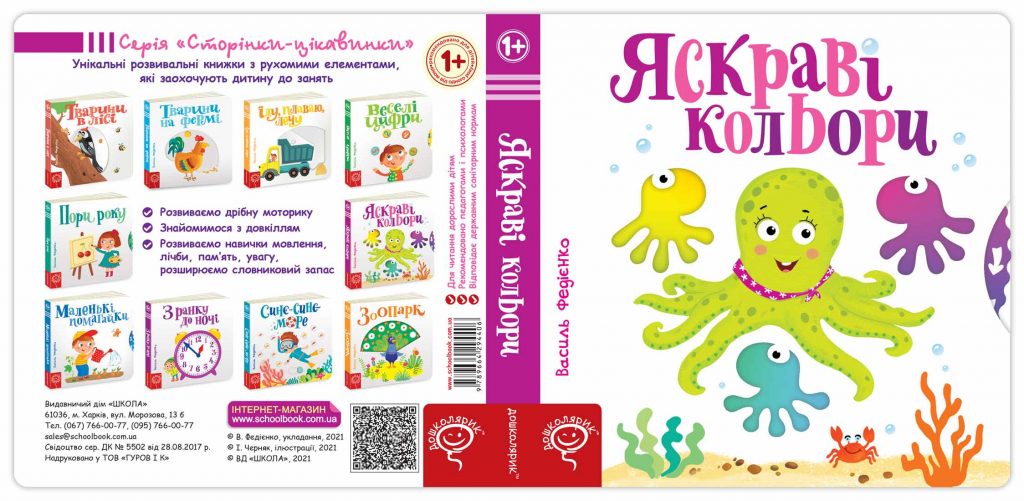 Серія «Сторінки-цікавинки»
Унікальні розвивальні книжки з рухомими елементами,
які заохочують дитину до занять
1+
Тварини
в лісі
Тварини
на фермі
Їду, плаваю,
лечу
Веселі
цифри
Пори року
Розвиваємо дрібну моторику
Знайомимося з довкіллям
Розвиваємо навички мовлення,
лічби, пам'ять, увагу,
розширюємо словниковий запас
Яскраві
кольори
Маленькі
помагайки
З ранку
до ночі
Синє-синє
море
Зоопарк
Видавничий дім «ШКОЛА»
61036, м. Харків, вул. Морозова, 13 б
Тел. (067) 766-00-77, (095) 766-00-77
sales@schoolbook.com.ua
Свідоцтво сер. ДК № 5502 від 28.08.2017 р.
Надруковано у ТОВ «ГУРОВ І К»
ІНТЕРНЕТ-МАГАЗИН
www.schoolbook.com.ua
© В. Федієнко, укладання, 2021
© І. Черняк, ілюстрації, 2021
© ВД «ШКОЛА», 2021
Для читання дорослими дітям
Рекомендовано педагогами і психологами
Відповідає державним санітарним нормам
www.schoolbook.com.ua
9 789664 294406
ДОШКОЛЯРИК
1+
Яскраві кольори
ДОШКОЛЯРИК™
Яскраві
кольори
Василь Федієнко
ДОШКОЛЯРИК